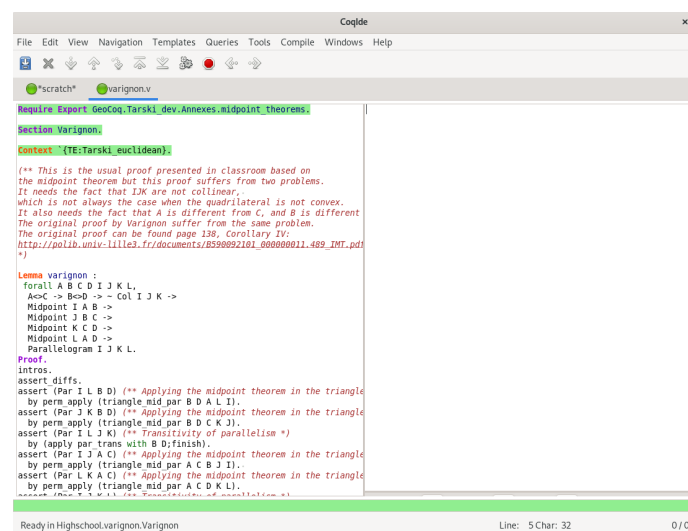 CoqIde
File Edit View Navigation Templates Queries Tools Compile Windows Help
*scratch* varignon.v
Require Export GeoCoq.Tarski_dev.Annexes.midpoint_theorems.
Section Varignon.
Context `{TE:Tarski_euclidean}.
(** This is the usual proof presented in classroom based on
the midpoint theorem but this proof suffers from two problems.
It needs the fact that IJK are not collinear,
which is not always the case when the quadrilateral is not convex.
It also needs the fact that A is different from C, and B is different
The original proof by Varignon suffer from the same problem.
The original proof can be found page 138, Corollary IV:
http://polib.univ-lille3.fr/documents/B590092101_000000011.489_IMT.pdf
*)
Lemma varignon :
forall A B C D I J K L,
A<>C -> B<>D -> ~ Col I J K ->
Midpoint I A B ->
Midpoint J B C ->
Midpoint K C D ->
Midpoint L A D ->
Parallelogram I J K L.
Proof.
intros.
assert_diffs.
assert (Par I L B D) (** Applying the midpoint theorem in the triangle
by perm_apply (triangle_mid_par B D A L I).
assert (Par J K B D) (** Applying the midpoint theorem in the triangle
by perm_apply (triangle_mid_par B D C K J).
assert (Par I L J K) (** Transitivity of parallelism *)
by (apply par_trans with B D;finish).
assert (Par I J A C) (** Applying the midpoint theorem in the triangle
by perm_apply (triangle_mid_par A C B J I).
assert (Par L K A C) (** Applying the midpoint theorem in the triangle
by perm_apply (triangle_mid_par A C D K L).
assert (Par I J K L) (** Transitivity of parallelism *)
Ready in Highschool.varignon.Varignon Line: 5 Char: 32 0 / 0